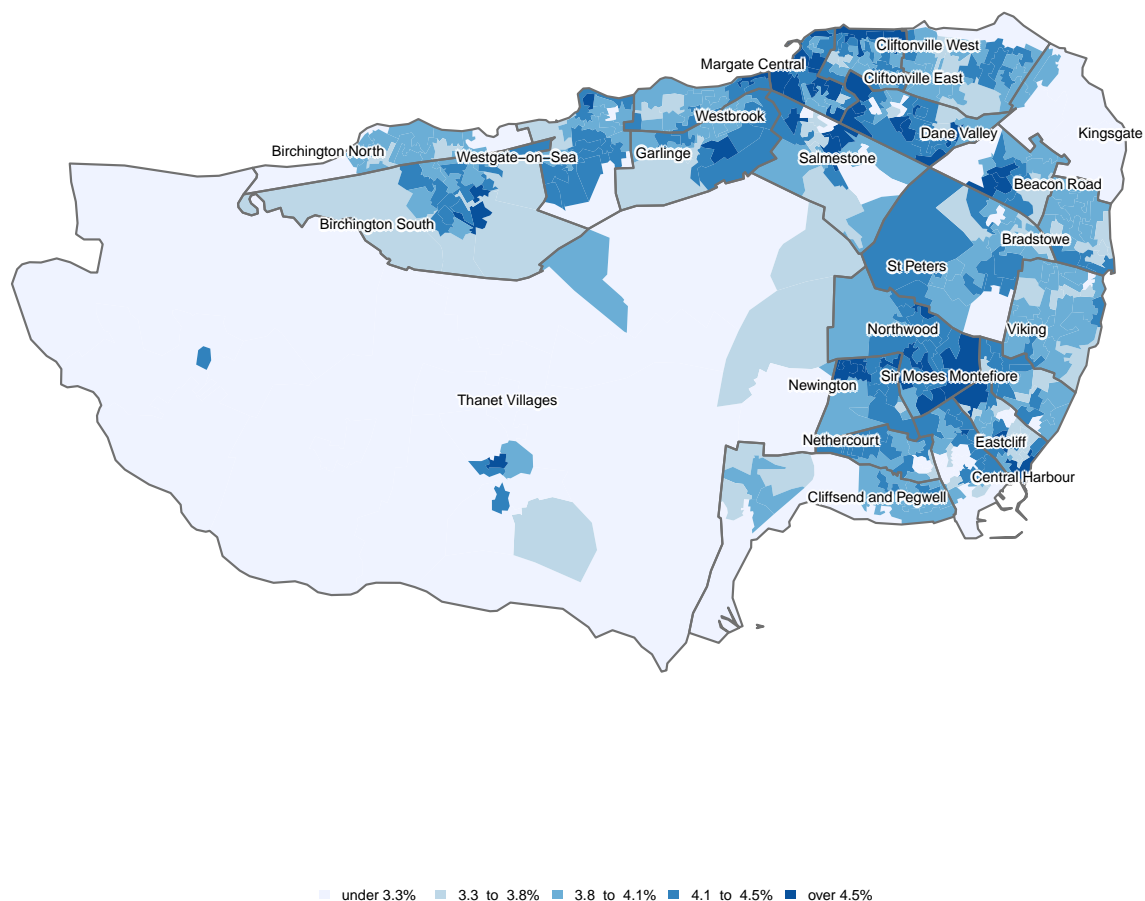 Cliftonville West
Margate Central
Cliftonville East
Westbrook
Dane Valley
Kingsgate
Birchington North
Westgate–on–Sea
Garlinge
Salmestone
Beacon Road
Birchington South
Bradstowe
St Peters
Northwood
Viking
Sir Moses Montefiore
Newington
Thanet Villages
Nethercourt
Eastcliff
Central Harbour
Cliffsend and Pegwell
under 3.3% 3.3 to 3.8% 3.8 to 4.1% 4.1 to 4.5% over 4.5%